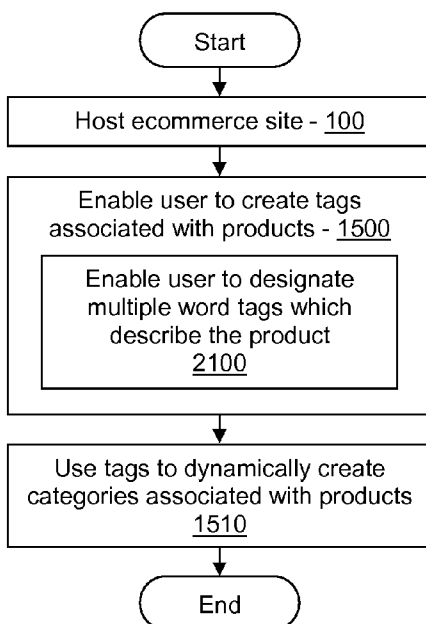 Start
Host ecommerce site - 100
Enable user to create tags
associated with products - 1500
Enable user to designate
multiple word tags which
describe the product
2100
Use tags to dynamically create
categories associated with products
1510
End